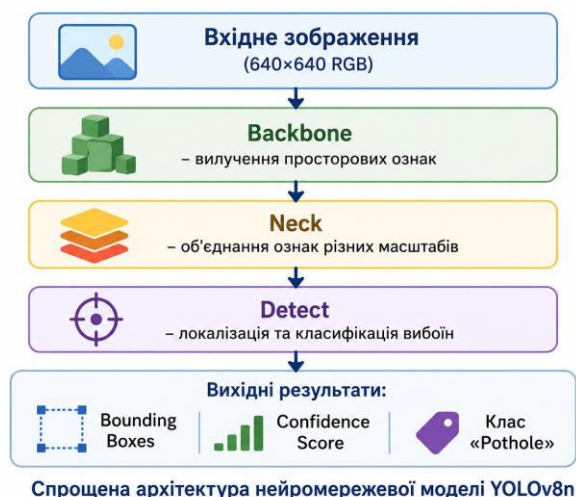 Вхідне зображення
(640×640 RGB)
Backbone
– вилучення просторових ознак
Neck
– об'єднання ознак різних масштабів
Detect
– локалізація та класифікація вибоїн
Вихідні результати:
Bounding
Boxes
Confidence
Score
Клас
«Pothole»
Спрощена архітектура нейромережевої моделі YOLOv8n